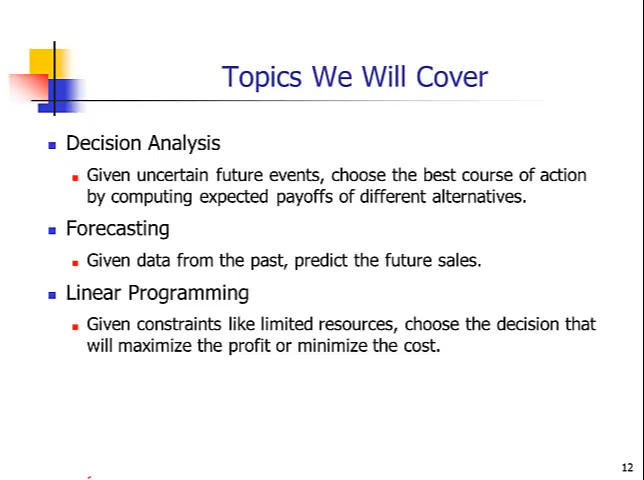 Topics We Will Cover
Decision Analysis
Given uncertain future events, choose the best course of action
by computing expected payoffs of different alternatives.
Forecasting
Given data from the past, predict the future sales.
Linear Programming
Given constraints like limited resources, choose the decision that
will maximize the profit or minimize the cost.
12